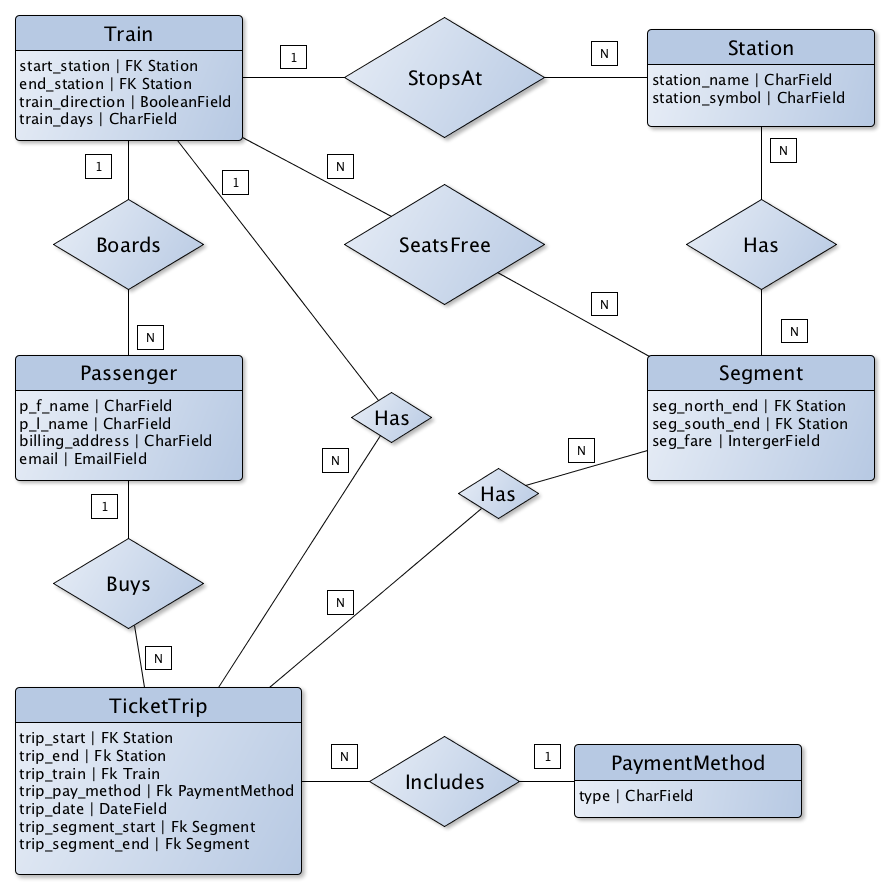 Train
start_station | FK Station
end_station | FK Station
train_direction | BooleanField
train_days | CharField
1
StopsAt
N
Station
station_name | CharField
station_symbol | CharField
1
1
N
N
Boards
SeatsFree
Has
N
N
N
Passenger
p_f_name | CharField
p_l_name | CharField
billing_address | CharField
email | EmailField
Segment
seg_north_end | FK Station
seg_south_end | FK Station
seg_fare | IntergerField
Has
N
N
Has
1
Buys
N
N
TicketTrip
trip_start | FK Station
trip_end | Fk Station
trip_train | Fk Train
trip_pay_method | Fk PaymentMethod
trip_date | DateField
trip_segment_start | Fk Segment
trip_segment_end | Fk Segment
N
Includes
1
PaymentMethod
type | CharField